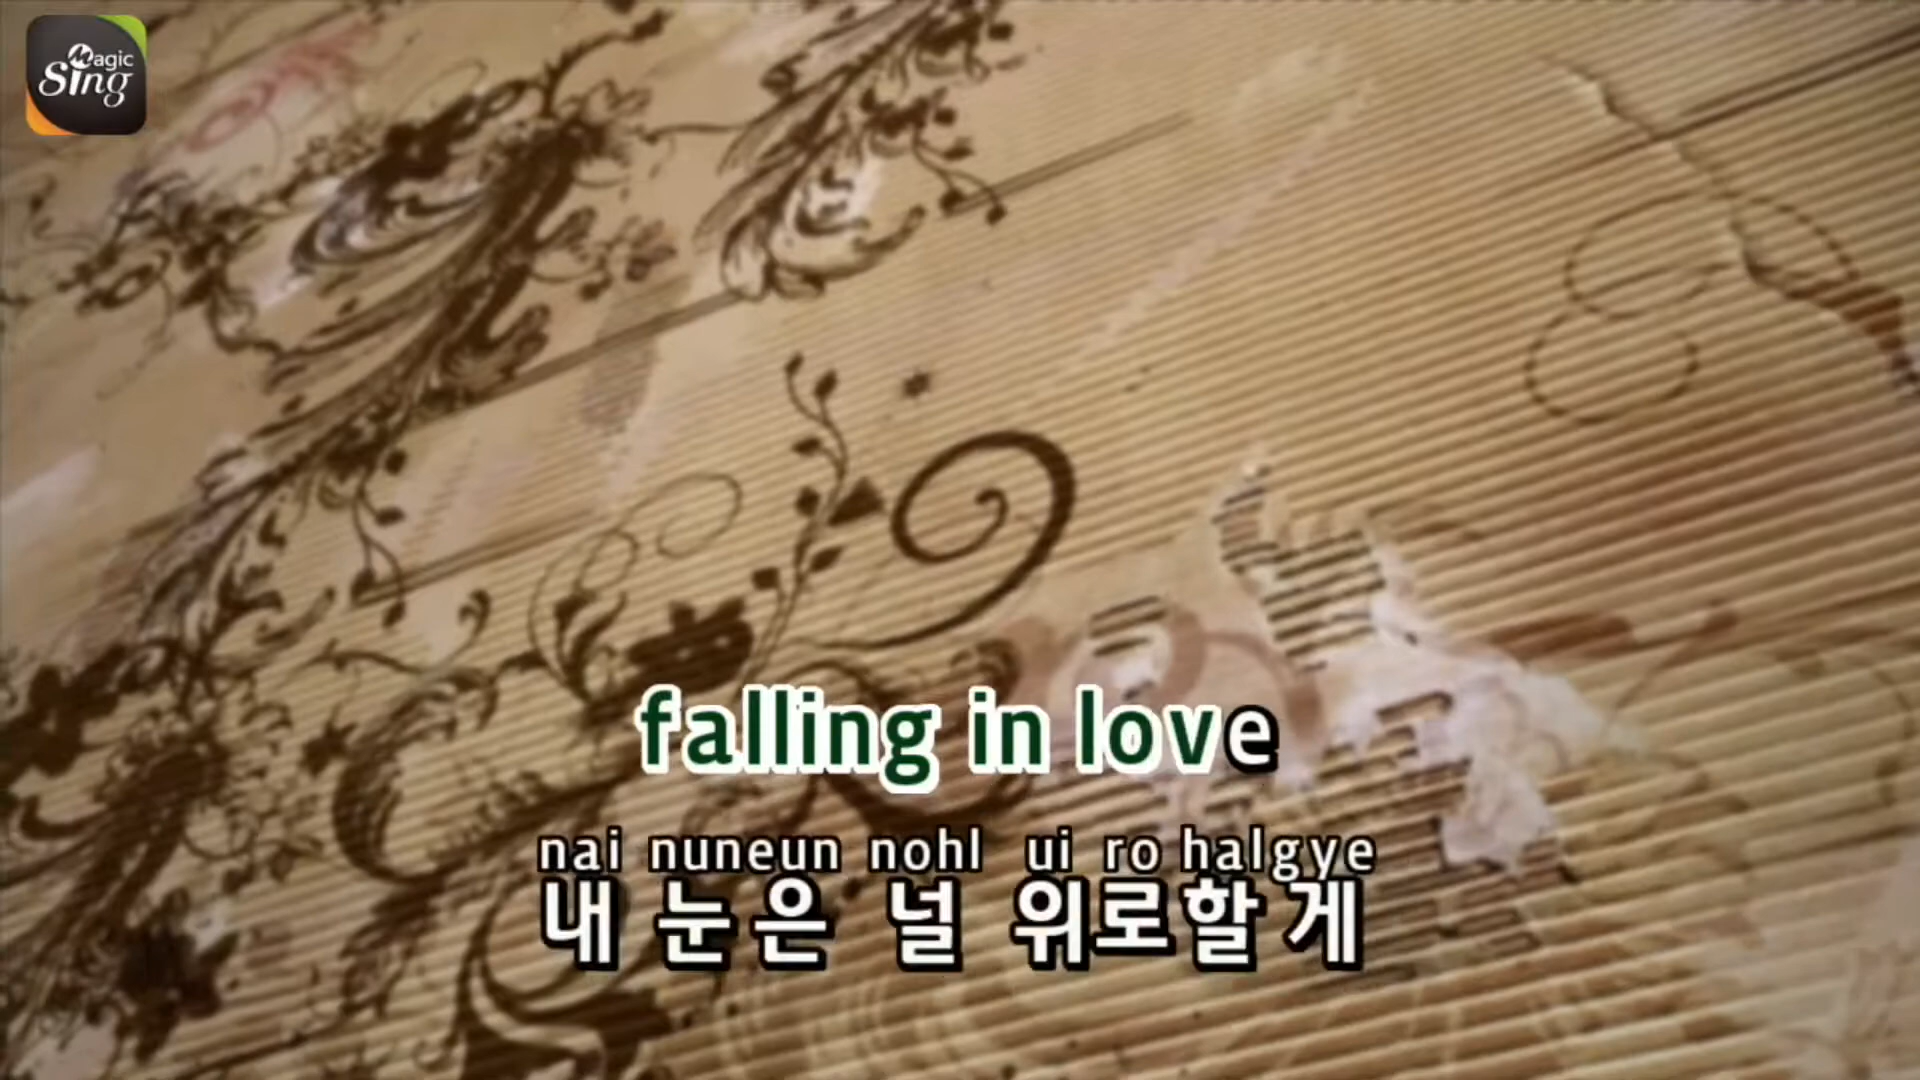 Magic
Sing
falling in love
nai nuneun nohl ui ro halgye
내 눈은 널 위로할게